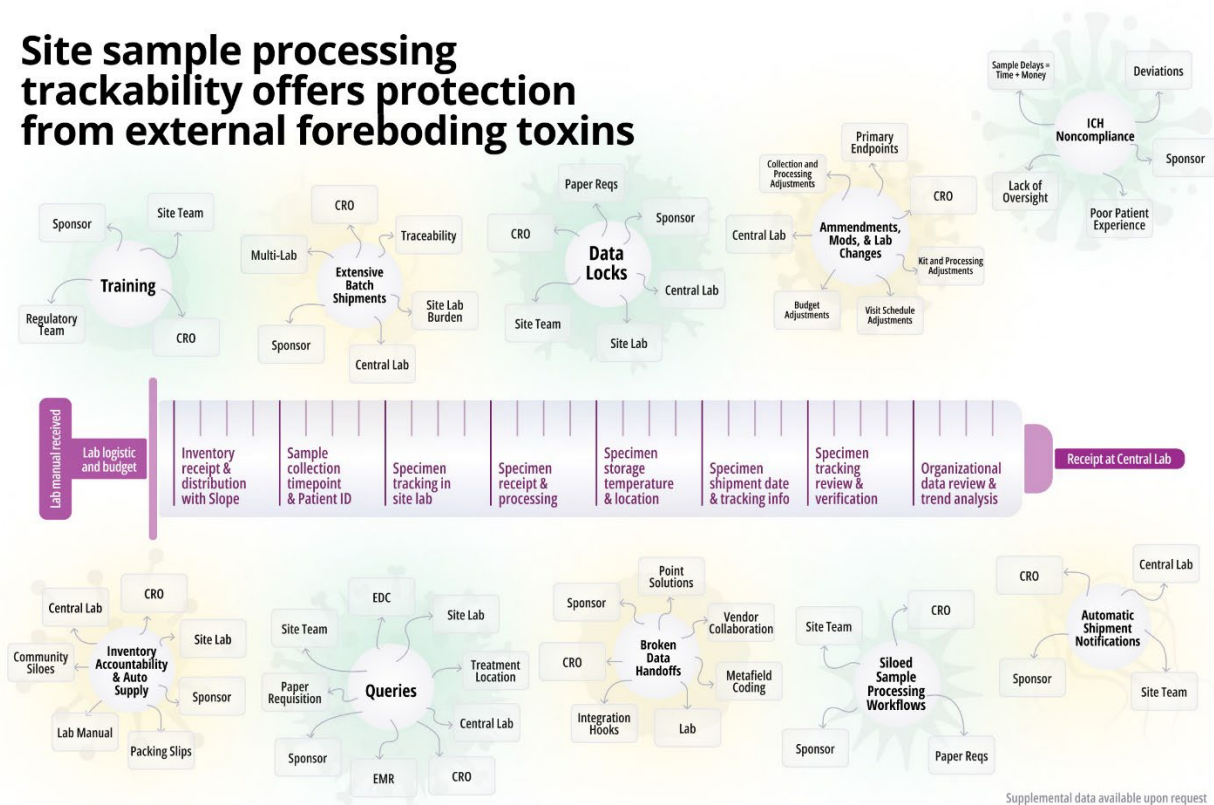 Site sample processing
trackability offers protection
from external foreboding toxins
Training
Sponsor
Site Team
Regulatory
Team
CRO
Extensive
Batch
Shipments
CRO
Multi-Lab
Traceability
Site Lab
Burden
Sponsor
Central Lab
Data
Locks
Paper Reqs
CRO
Sponsor
Central Lab
Site Team
Site Lab
Ammendments,
Mods, & Lab
Changes
Primary
Endpoints
Collection and
Processing
Adjustments
CRO
Central Lab
Kit and Processing
Adjustments
Budget
Adjustments
Visit Schedule
Adjustments
ICH
Noncompliance
Sample Delays =
Time + Money
Deviations
Sponsor
Lack of
Oversight
Poor Patient
Experience
Lab manual received
Lab logistic
and budget
Inventory
receipt &
distribution
with Slope
Sample
collection
timepoint
& Patient ID
Specimen
tracking in
site lab
Specimen
receipt &
processing
Specimen
storage
temperature
& location
Specimen
shipment date
& tracking info
Specimen
tracking
review &
verification
Organizational
data review &
trend analysis
Receipt at Central Lab
Inventory
Accountability
& Auto
Supply
Central Lab
CRO
Site Lab
Community
Siloes
Sponsor
Lab Manual
Packing Slips
Queries
EDC
Site Team
Site Lab
Treatment
Location
Paper
Requisition
Central Lab
Sponsor
EMR
CRO
Broken
Data
Handoffs
Point
Solutions
Sponsor
Vendor
Collaboration
CRO
Metafield
Coding
Integration
Hooks
Lab
Siloed
Sample
Processing
Workflows
Site Team
CRO
Sponsor
Paper Reqs
Automatic
Shipment
Notifications
CRO
Central Lab
Sponsor
Site Team
Supplemental data available upon request